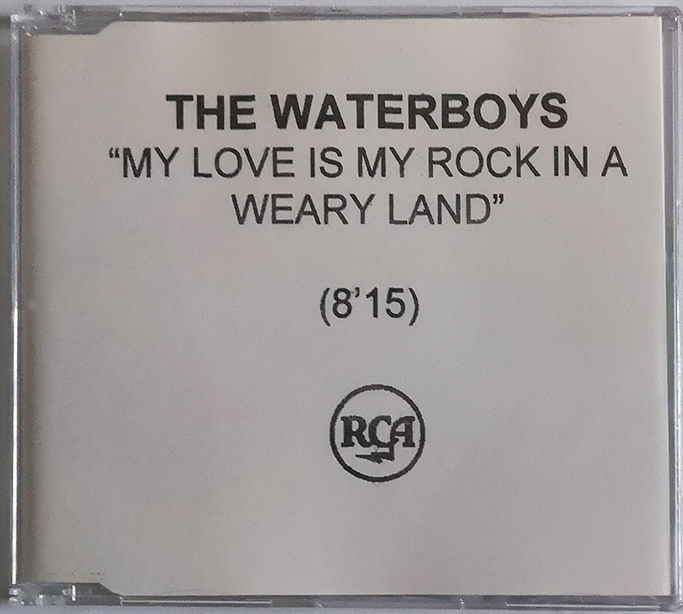 THE WATERBOYS
“MY LOVE IS MY ROCK IN A
WEARY LAND”
(8’15)
RCA